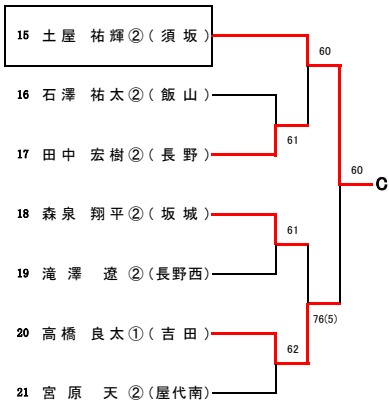 15 土屋 祐輝②(須坂)
60
16 石澤 祐太②(飯山)
61
17 田中 宏樹②(長野)
60
C
18 森泉 翔平②(坂城)
61
19 滝澤 遼②(長野西)
76(5)
20 高橋 良太①(吉田)
62
21 宮原 天②(屋代南)